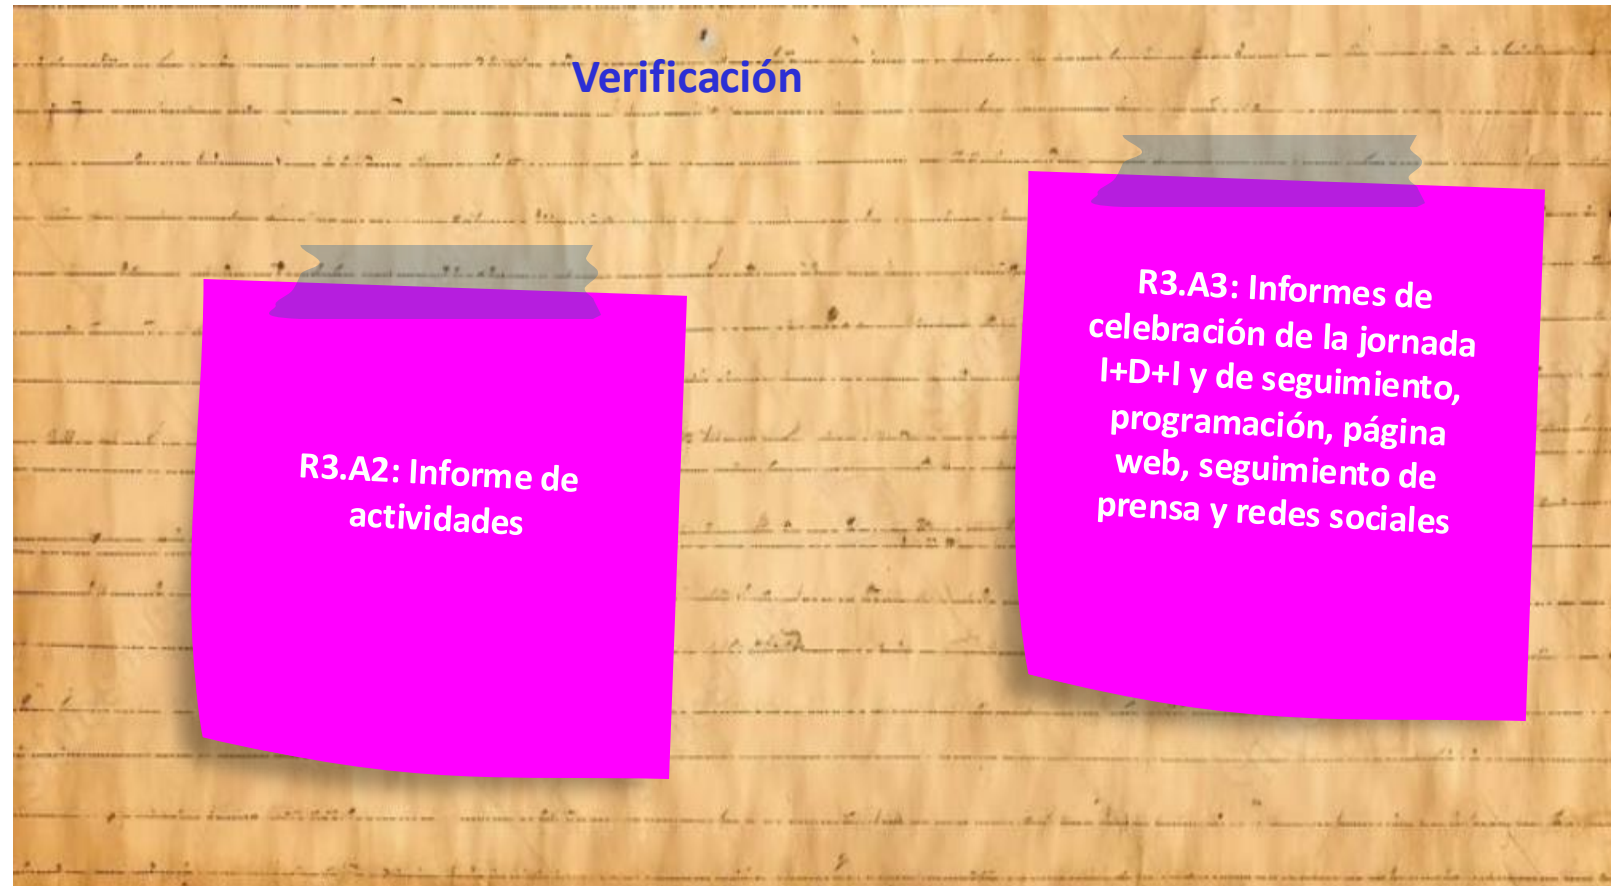 Verificación
R3.A2: Informe de
actividades
R3.A3: Informes de
celebración de la jornada
I+D+I y de seguimiento,
programación, página
web, seguimiento de
prensa y redes sociales